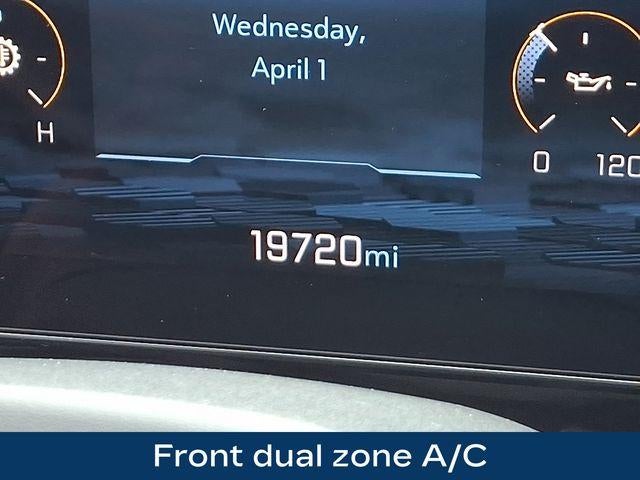 Wednesday,
April 1
H
0
120
19720mi
Front dual zone A/C